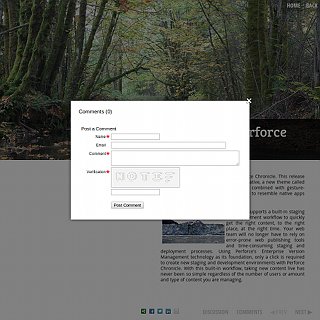 HOME BACK
Comments (0)
Post a Comment
Name*
Email
Comment*
Verification*
Post Comment
erforce
Chronicle. This release
ative, a new theme called
combined with gesture-
to resemble native apps
supports a built-in staging
ment workflow to quickly
get the right content, to the right
place, at the right time. Your web
team will no longer have to rely on
error-prone web publishing tools
and time-consuming staging and
deployment processes. Using Perforce's Enterprise Version
Management technology as its foundation, only a click is required
to create new staging and development environments with Perforce
Chronicle. With this built-in workflow, taking new content live has
never been so simple regardless of the number of users or amount
and type of content you are managing.
DISCUSSION COMMENTS ◀ PREV NEXT ▶